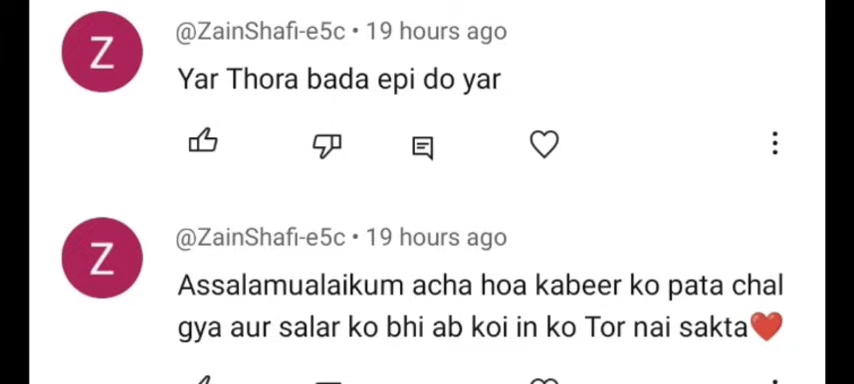 Z
@ZainShafi-e5c • 19 hours ago
Yar Thora bada epi do yar
Z
@ZainShafi-e5c • 19 hours ago
Assalamualaikum acha hoa kabeer ko pata chal
gya aur salar ko bhi ab koi in ko Tor nai sakta❤️